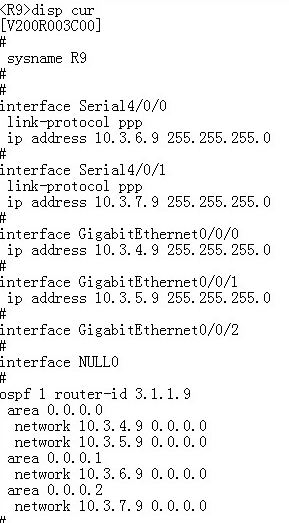 <R9>disp cur
[V200R003C00]
#
sysname R9
#
#
interface Serial4/0/0
link-protocol ppp
ip address 10.3.6.9 255.255.255.0
#
interface Serial4/0/1
link-protocol ppp
ip address 10.3.7.9 255.255.255.0
#
interface GigabitEthernet0/0/0
ip address 10.3.4.9 255.255.255.0
#
interface GigabitEthernet0/0/1
ip address 10.3.5.9 255.255.255.0
#
interface GigabitEthernet0/0/2
#
interface NULL0
#
ospf 1 router-id 3.1.1.9
area 0.0.0.0
network 10.3.4.9 0.0.0.0
network 10.3.5.9 0.0.0.0
area 0.0.0.1
network 10.3.6.9 0.0.0.0
area 0.0.0.2
network 10.3.7.9 0.0.0.0
#